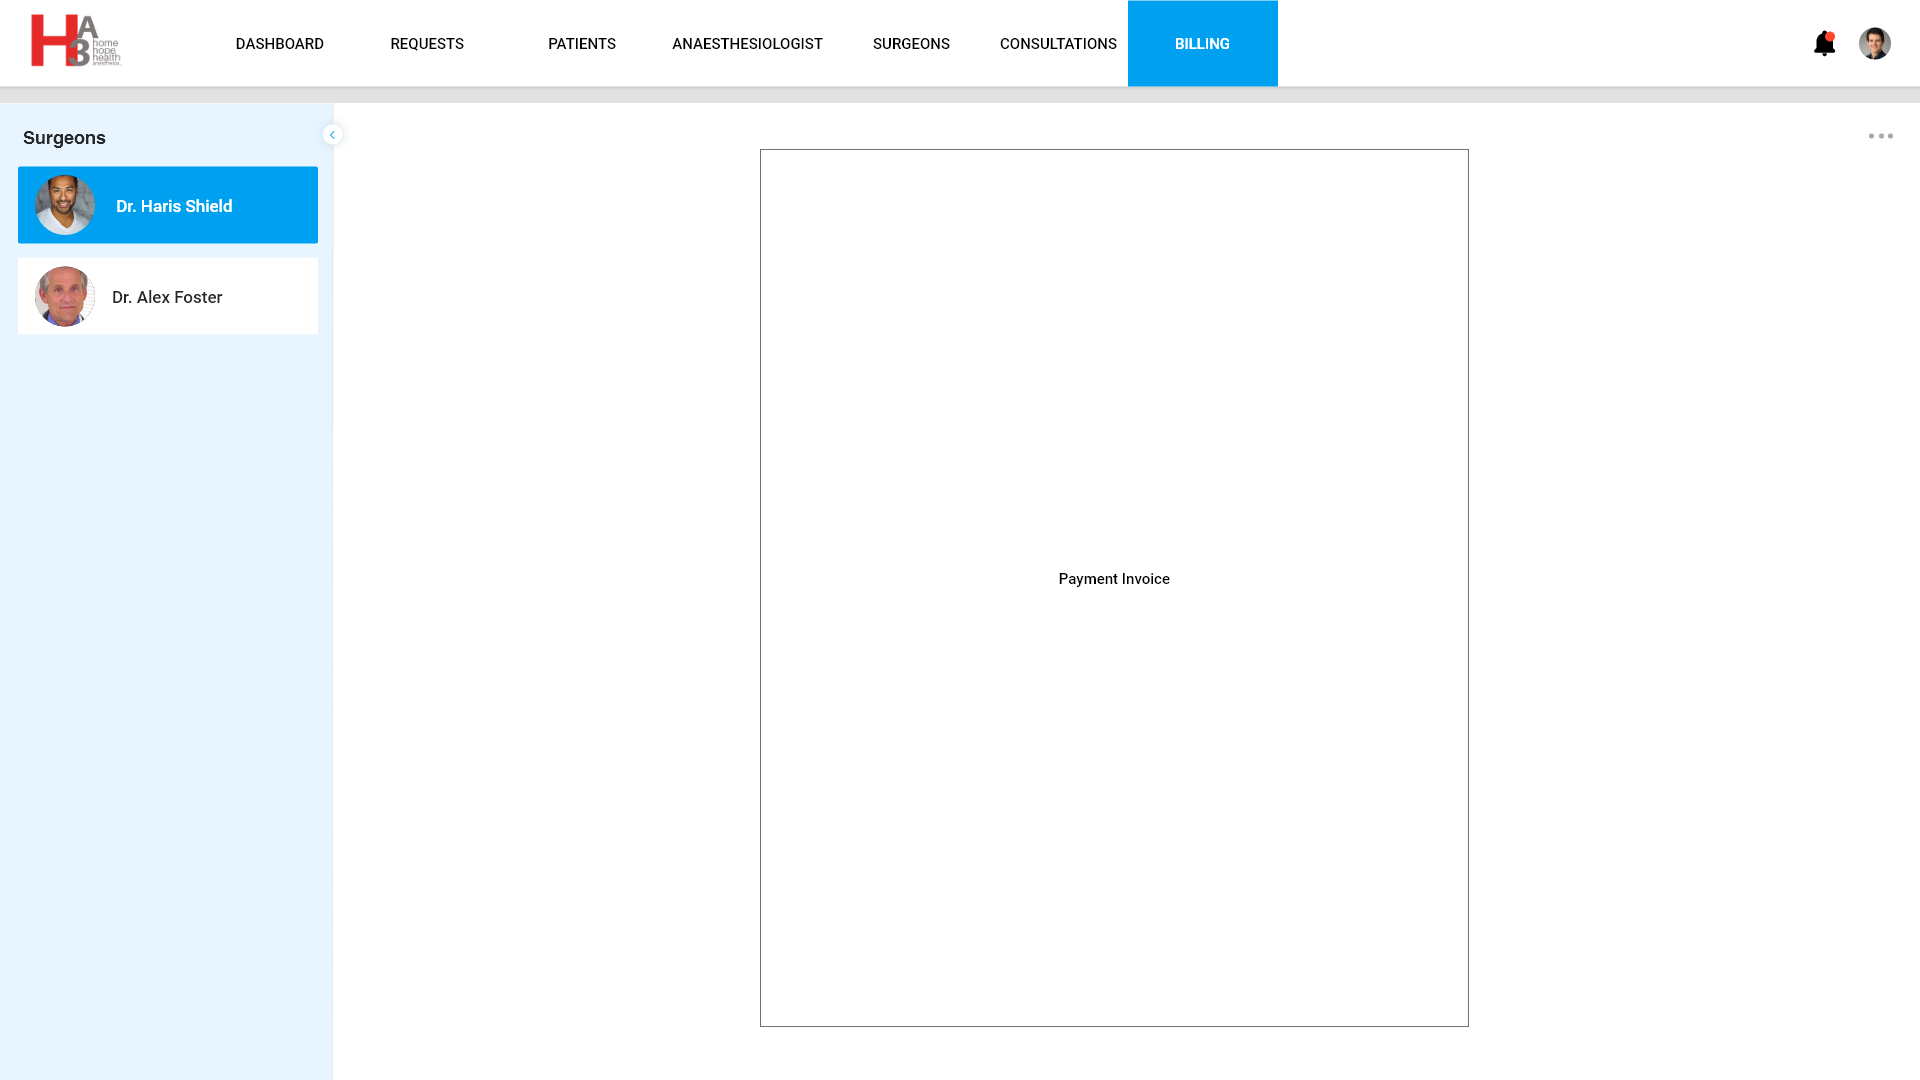 HA3
home
hope
health
anesthesia.
DASHBOARD
REQUESTS
PATIENTS
ANAESTHESIOLOGIST
SURGEONS
CONSULTATIONS
BILLING
Surgeons
Dr. Haris Shield
Dr. Alex Foster
Payment Invoice